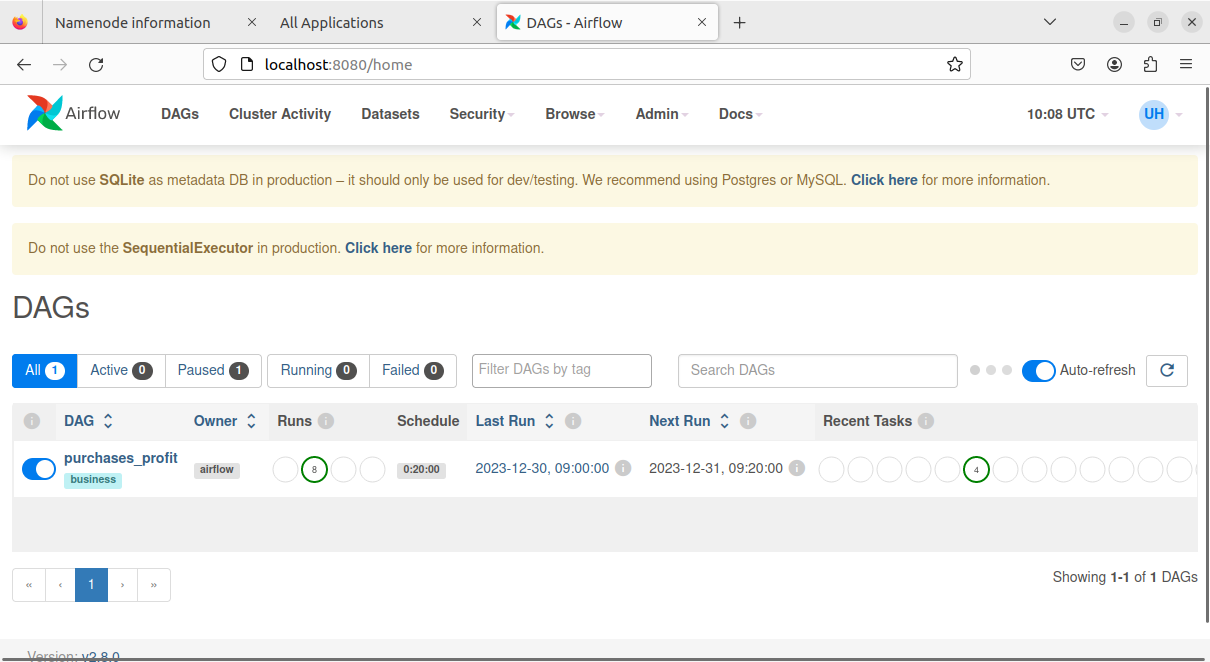 Namenode information
All Applications
DAGs - Airflow
localhost:8080/home
Airflow
DAGs
Cluster Activity
Datasets
Security
Browse
Admin
Docs
10:08 UTC
UH
Do not use SQLite as metadata DB in production – it should only be used for dev/testing. We recommend using Postgres or MySQL. Click here for more information.
Do not use the SequentialExecutor in production. Click here for more information.
DAGs
All 1
Active 0
Paused 1
Running 0
Failed 0
Filter DAGs by tag
Search DAGs
Auto-refresh
DAG
Owner
Runs
Schedule
Last Run
Next Run
Recent Tasks
purchases_profit
business
airflow
8
0:20:00
2023-12-30, 09:00:00
2023-12-31, 09:20:00
4
« ‹ 1 › »
Showing 1-1 of 1 DAGs
Version: v2.8.0